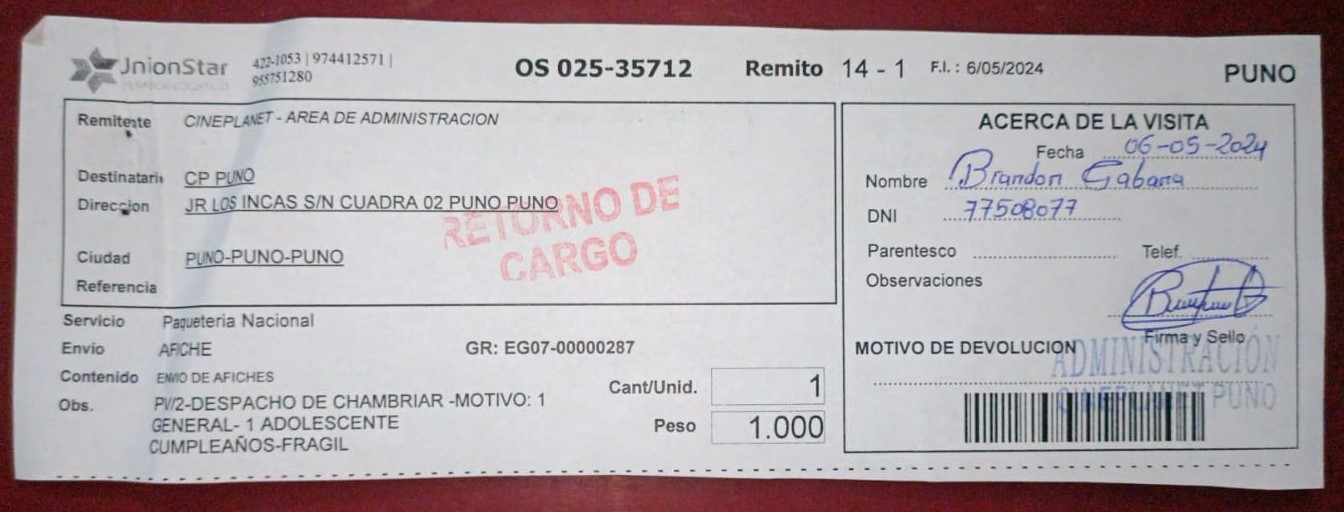 JnionStar
422-1053 | 974412571 |
955751280
OS 025-35712
Remito 14 - 1
F.I. : 6/05/2024
PUNO
Remitente CINEPLANET - AREA DE ADMINISTRACION
Destinatari CP PUNO
Direccion JR LOS INCAS S/N CUADRA 02 PUNO PUNO
Ciudad PUNO-PUNO-PUNO
Referencia
RETORNO DE
CARGO
Servicio Paqueteria Nacional
Envio AFICHE
GR: EG07-00000287
Contenido ENVIO DE AFICHES
Obs. PV/2-DESPACHO DE CHAMBRIAR -MOTIVO: 1
GENERAL- 1 ADOLESCENTE
CUMPLEAÑOS-FRAGIL
Cant/Unid. 1
Peso 1.000
ACERCA DE LA VISITA
Fecha 06-05-2024
Nombre Brandon Gabana
DNI 77508077
Parentesco
Telef.
Observaciones
Firma y Sello
MOTIVO DE DEVOLUCION
ADMINISTRACIÓN
CINEPLANET PUNO